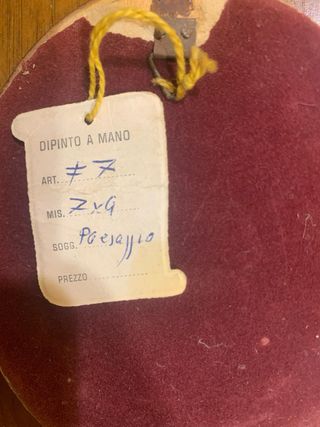 DIPINTO A MANO
ART. ≠ 7
MIS. 7x9
SOGG. Paesaggio
PREZZO